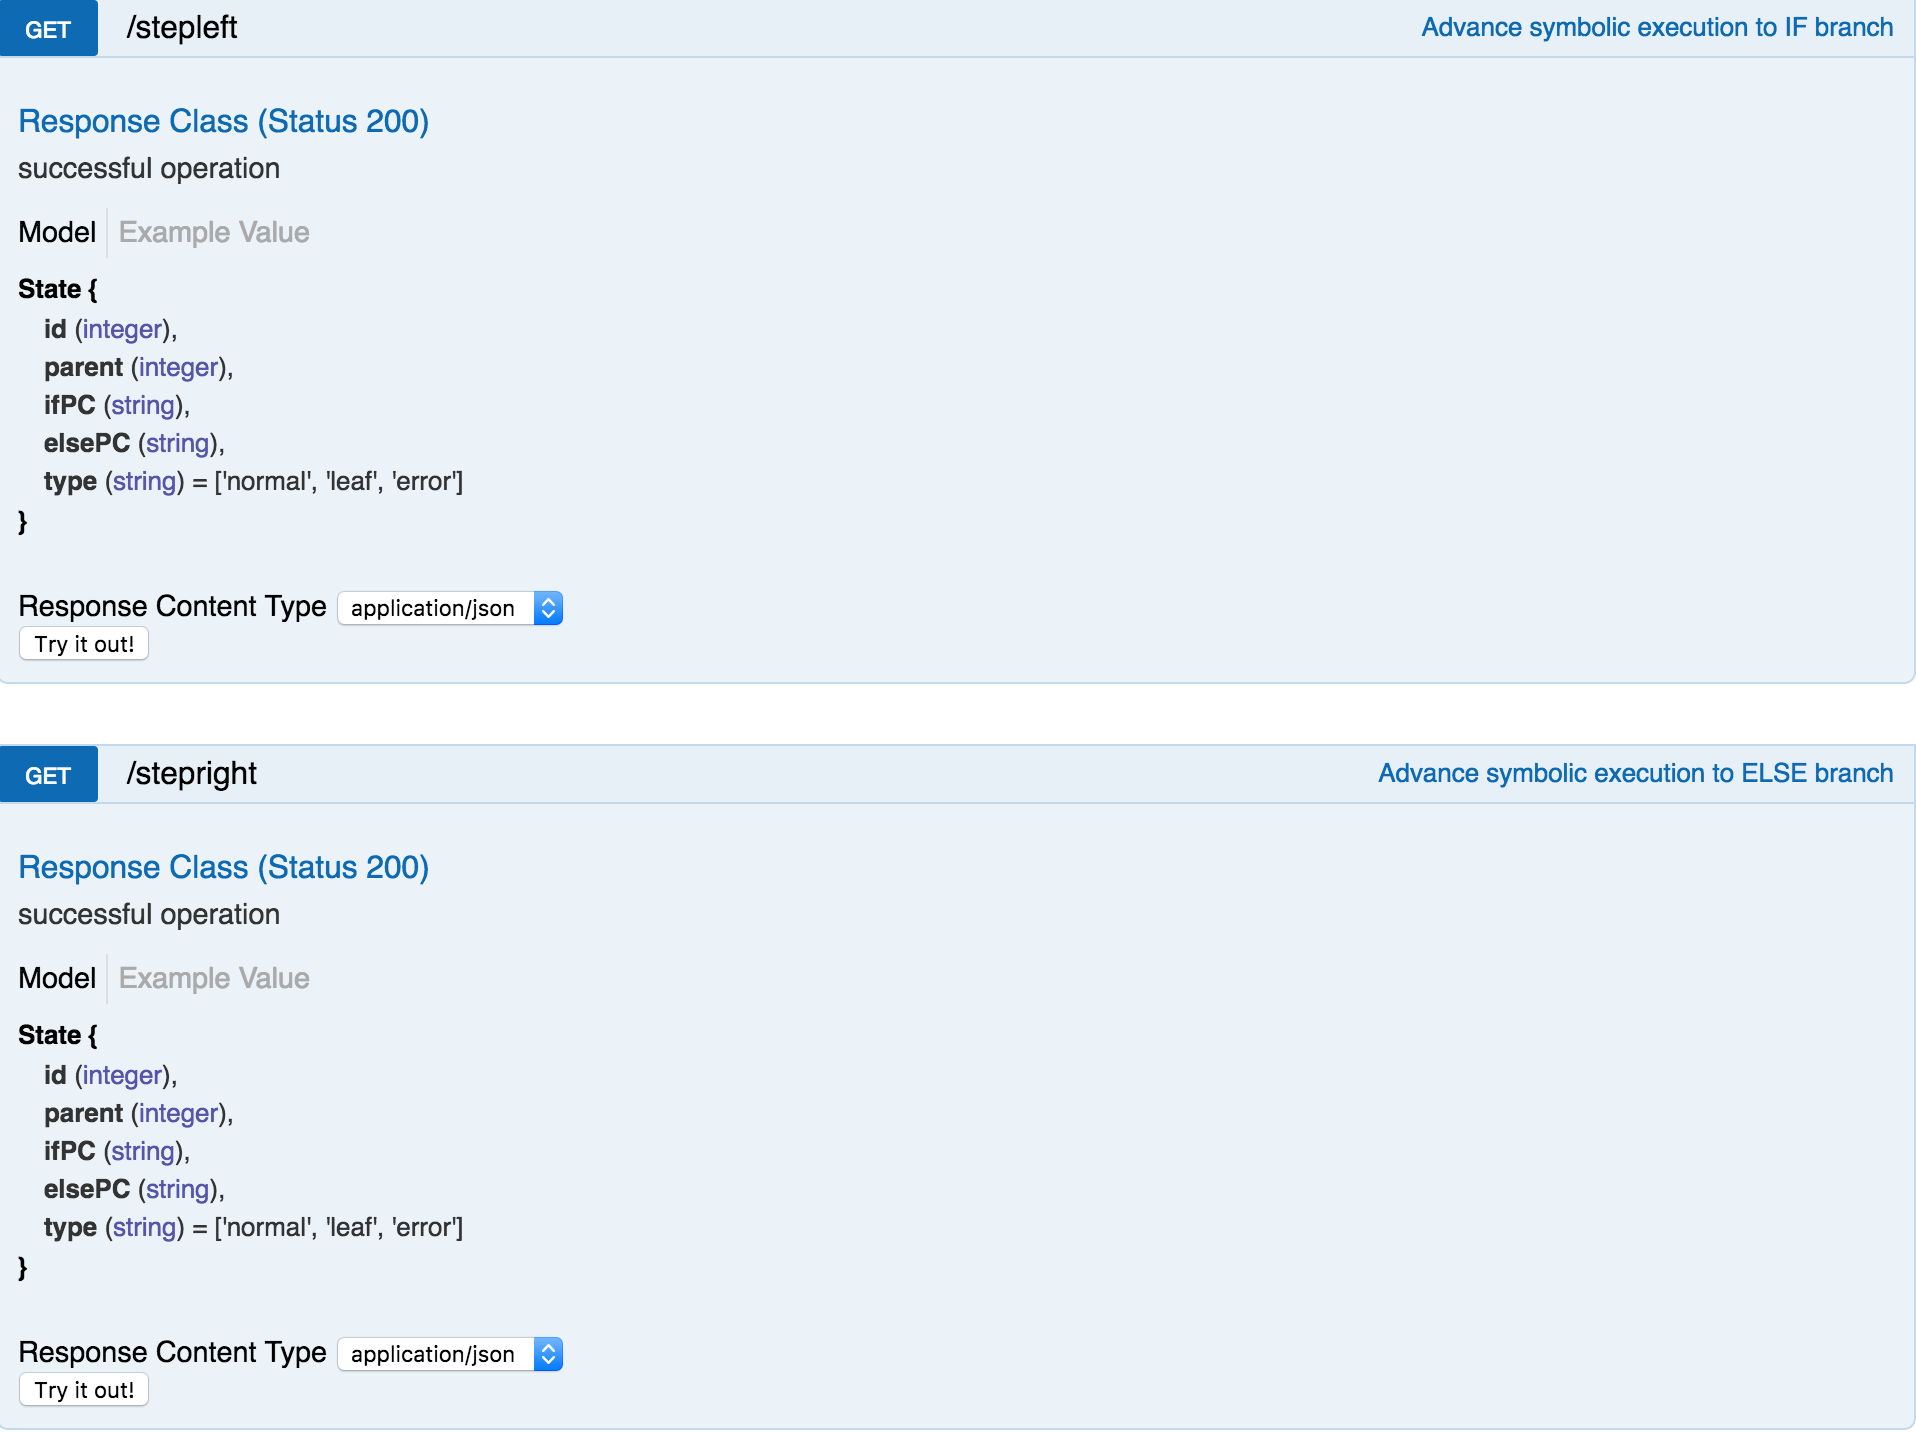 GET /stepleft Advance symbolic execution to IF branch
Response Class (Status 200)
successful operation
Model Example Value
State {
id (integer),
parent (integer),
ifPC (string),
elsePC (string),
type (string) = ['normal', 'leaf', 'error']
}
Response Content Type application/json
Try it out!
GET /stepright Advance symbolic execution to ELSE branch
Response Class (Status 200)
successful operation
Model Example Value
State {
id (integer),
parent (integer),
ifPC (string),
elsePC (string),
type (string) = ['normal', 'leaf', 'error']
}
Response Content Type application/json
Try it out!